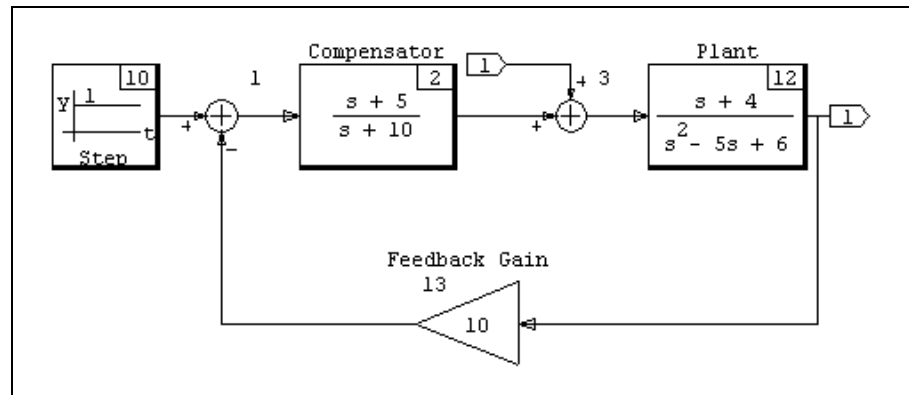 Compensator
Plant
10
Y 1
t
Step
1
2
s + 5
s + 10
1
3
12
s + 4
s² - 5s + 6
1
+
-
+
+
Feedback Gain
13
10